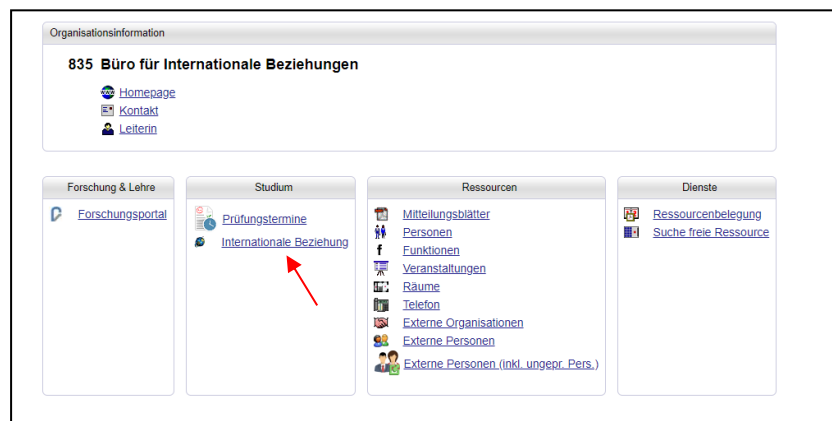 Organisationsinformation
835 Büro für Internationale Beziehungen
Homepage
Kontakt
Leiterin
Forschung & Lehre
Forschungsportal
Studium
Prüfungstermine
Internationale Beziehung
Ressourcen
Mitteilungsblätter
Personen
Funktionen
Veranstaltungen
Räume
Telefon
Externe Organisationen
Externe Personen
Externe Personen (inkl. ungepr. Pers.)
Dienste
Ressourcenbelegung
Suche freie Ressource